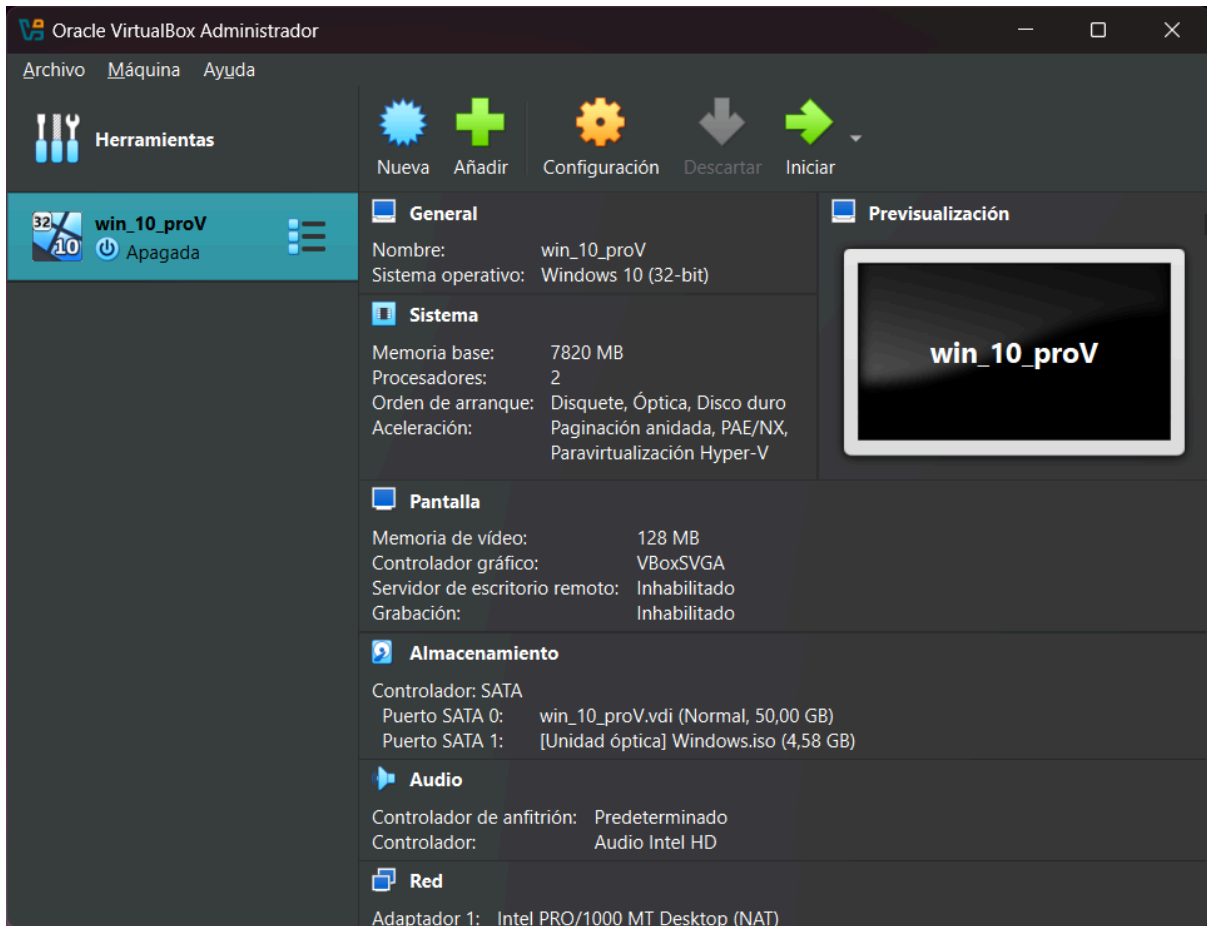 Oracle VirtualBox Administrador
Archivo Máquina Ayuda
Herramientas
Nueva Añadir Configuración Descartar Iniciar
32
10
win_10_proV
Apagada
General
Nombre: win_10_proV
Sistema operativo: Windows 10 (32-bit)
Previsualización
win_10_proV
Sistema
Memoria base: 7820 MB
Procesadores: 2
Orden de arranque: Disquete, Óptica, Disco duro
Aceleración: Paginación anidada, PAE/NX,
Paravirtualización Hyper-V
Pantalla
Memoria de vídeo: 128 MB
Controlador gráfico: VBoxSVGA
Servidor de escritorio remoto: Inhabilitado
Grabación: Inhabilitado
Almacenamiento
Controlador: SATA
Puerto SATA 0: win_10_proV.vdi (Normal, 50,00 GB)
Puerto SATA 1: [Unidad óptica] Windows.iso (4,58 GB)
Audio
Controlador de anfitrión: Predeterminado
Controlador: Audio Intel HD
Red
Adaptador 1: Intel PRO/1000 MT Desktop (NAT)